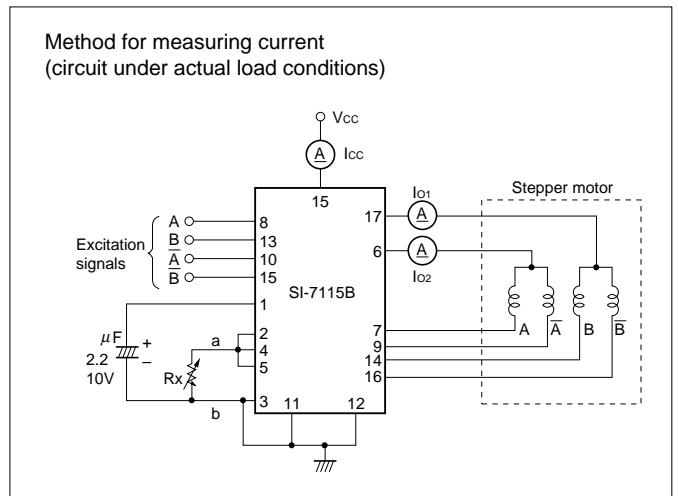 Method for measuring current
(circuit under actual load conditions)
Vcc
A Icc
15
Excitation
signals
A 8
B 13
A̅ 10
B̅ 15
SI-7115B
17 IO1 A
6 A IO2
Stepper motor
A A̅ B B̅
7
9
14
16
1
µF
2.2
10V
+
–
a
2
4
5
Rx
b
3
11 12